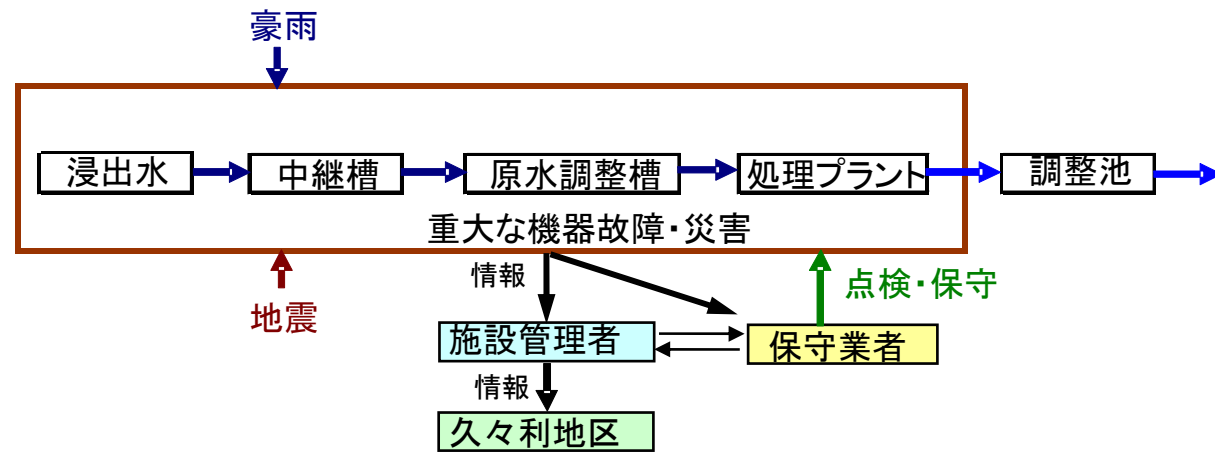 豪雨
浸出水
中継槽
原水調整槽
処理プラント
調整池
重大な機器故障・災害
情報
点検・保守
地震
施設管理者
保守業者
情報
久々利地区